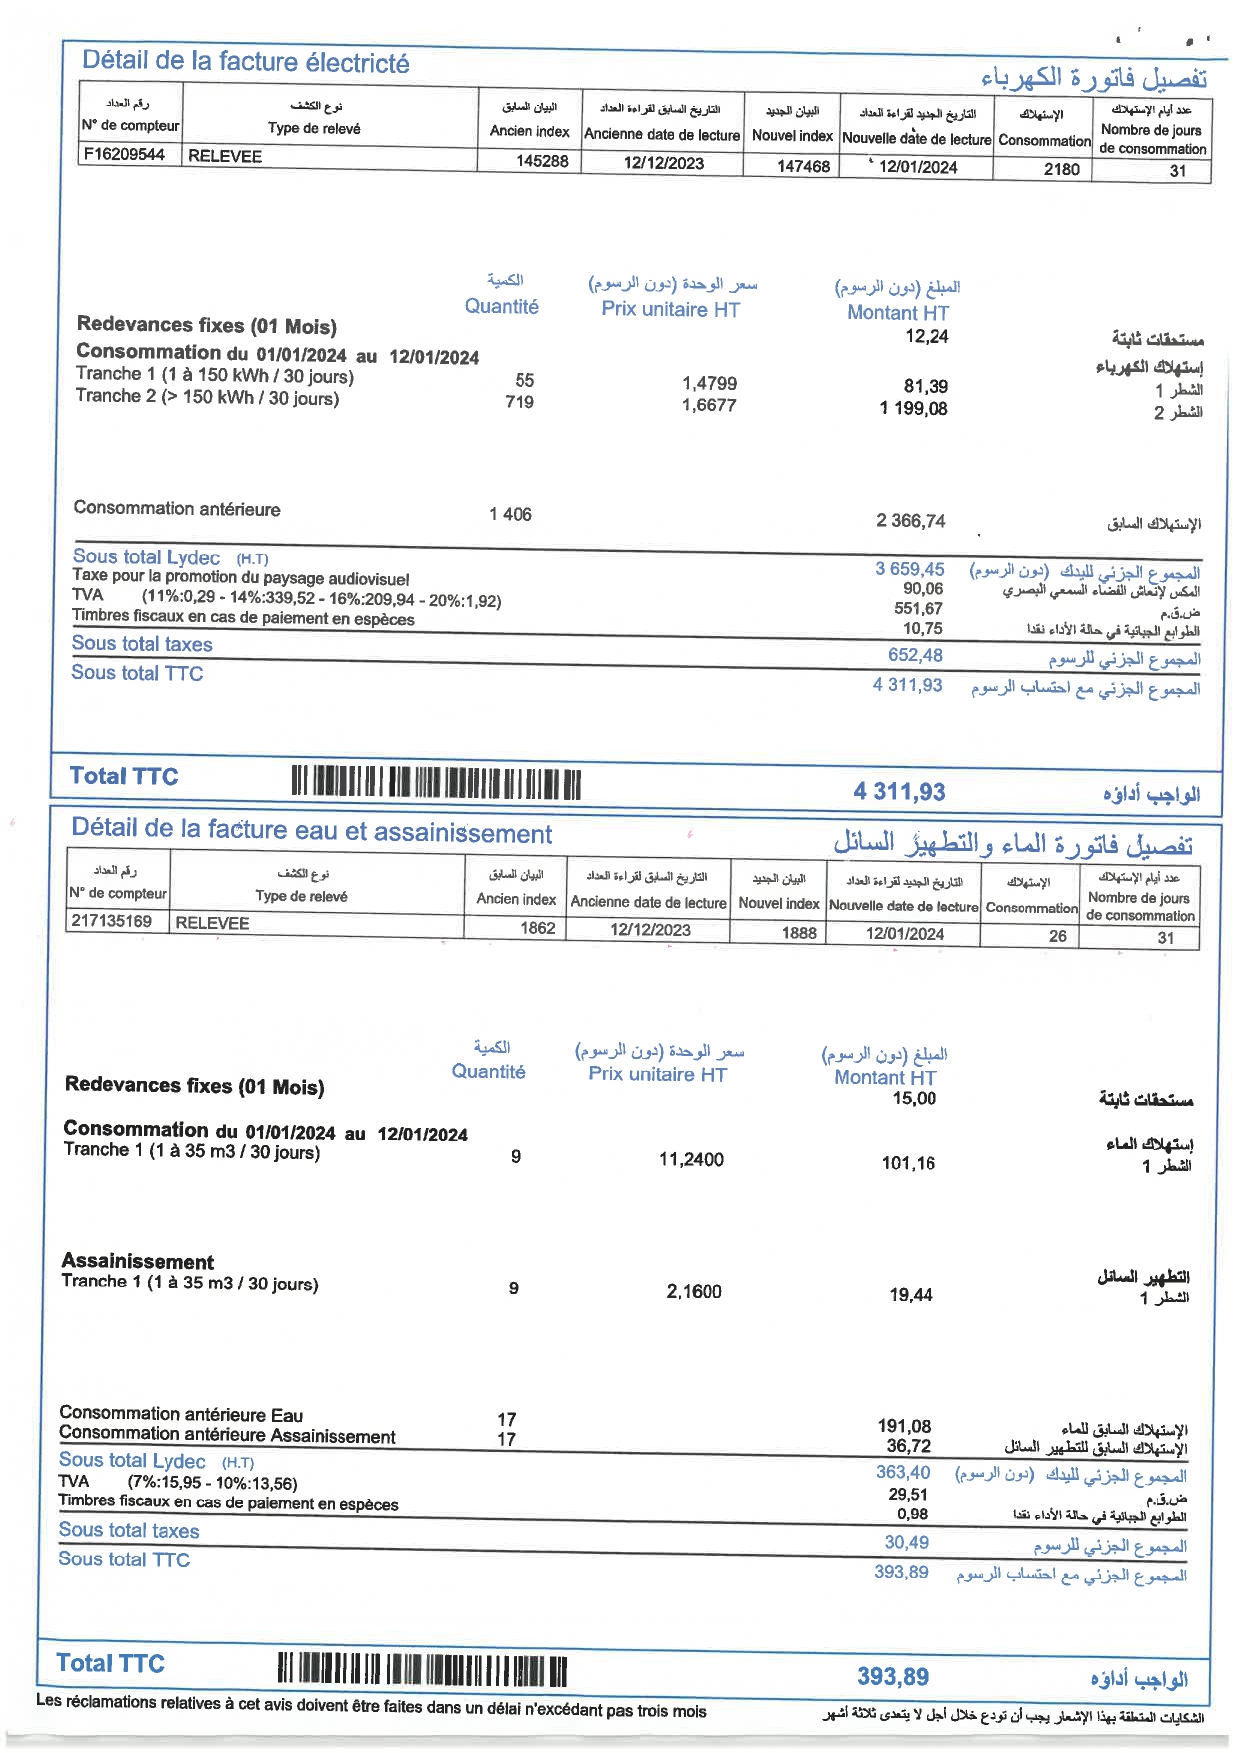 Détail de la facture électricté تفصيل فاتورة الكهرباء
رقم العداد نوع الكشف البيان السابق التاريخ السابق لقراءة العداد البيان الجديد التاريخ الجديد لقراءة العداد الإستهلاك عدد أيام الإستهلاك
N° de compteur Type de relevé Ancien index Ancienne date de lecture Nouvel index Nouvelle date de lecture Consommation Nombre de jours de consommation
F16209544 RELEVEE 145288 12/12/2023 147468 12/01/2024 2180 31
الكمية سعر الوحدة (دون الرسوم) المبلغ (دون الرسوم)
Quantité Prix unitaire HT Montant HT
Redevances fixes (01 Mois) 12,24 مستحقات ثابتة
Consommation du 01/01/2024 au 12/01/2024 إستهلاك الكهرباء
Tranche 1 (1 à 150 kWh / 30 jours) 55 1,4799 81,39 الشطر 1
Tranche 2 (> 150 kWh / 30 jours) 719 1,6677 1 199,08 الشطر 2
Consommation antérieure 1 406 2 366,74 الإستهلاك السابق
Sous total Lydec (H.T) 3 659,45 المجموع الجزئي لليدك (دون الرسوم)
Taxe pour la promotion du paysage audiovisuel 90,06 المكس لإنعاش الفضاء السمعي البصري
TVA (11%:0,29 - 14%:339,52 - 16%:209,94 - 20%:1,92) 551,67 ض.ق.م
Timbres fiscaux en cas de paiement en espèces 10,75 الطوابع الجبائية في حالة الأداء نقدا
Sous total taxes 652,48 المجموع الجزئي للرسوم
Sous total TTC 4 311,93 المجموع الجزئي مع احتساب الرسوم
Total TTC 4 311,93 الواجب أداؤه
Détail de la facture eau et assainissement تفصيل فاتورة الماء والتطهير السائل
رقم العداد نوع الكشف البيان السابق التاريخ السابق لقراءة العداد البيان الجديد التاريخ الجديد لقراءة العداد الإستهلاك عدد أيام الإستهلاك
N° de compteur Type de relevé Ancien index Ancienne date de lecture Nouvel index Nouvelle date de lecture Consommation Nombre de jours de consommation
217135169 RELEVEE 1862 12/12/2023 1888 12/01/2024 26 31
الكمية سعر الوحدة (دون الرسوم) المبلغ (دون الرسوم)
Quantité Prix unitaire HT Montant HT
Redevances fixes (01 Mois) 15,00 مستحقات ثابتة
Consommation du 01/01/2024 au 12/01/2024 إستهلاك الماء
Tranche 1 (1 à 35 m3 / 30 jours) 9 11,2400 101,16 الشطر 1
Assainissement التطهير السائل
Tranche 1 (1 à 35 m3 / 30 jours) 9 2,1600 19,44 الشطر 1
Consommation antérieure Eau 17 191,08 الإستهلاك السابق للماء
Consommation antérieure Assainissement 17 36,72 الإستهلاك السابق للتطهير السائل
Sous total Lydec (H.T) 363,40 المجموع الجزئي لليدك (دون الرسوم)
TVA (7%:15,95 - 10%:13,56) 29,51 ض.ق.م
Timbres fiscaux en cas de paiement en espèces 0,98 الطوابع الجبائية في حالة الأداء نقدا
Sous total taxes 30,49 المجموع الجزئي للرسوم
Sous total TTC 393,89 المجموع الجزئي مع احتساب الرسوم
Total TTC 393,89 الواجب أداؤه
Les réclamations relatives à cet avis doivent être faites dans un délai n'excédant pas trois mois الشكايات المتعلقة بهذا الإشعار يجب أن تودع خلال أجل لا يتعدى ثلاثة أشهر